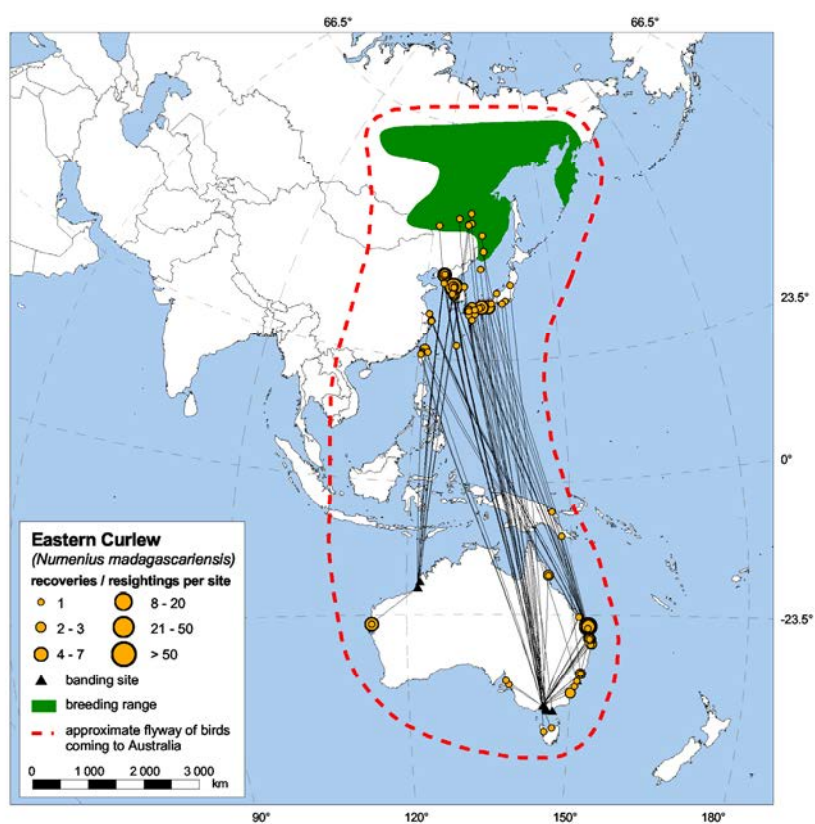 66.5°
66.5°
23.5°
0°
-23.5°
Eastern Curlew
(Numenius madagascariensis)
recoveries / resightings per site
1
8 - 20
2 - 3
21 - 50
4 - 7
> 50
banding site
breeding range
approximate flyway of birds
coming to Australia
0
1 000
2 000
3 000
km
90°
120°
150°
180°